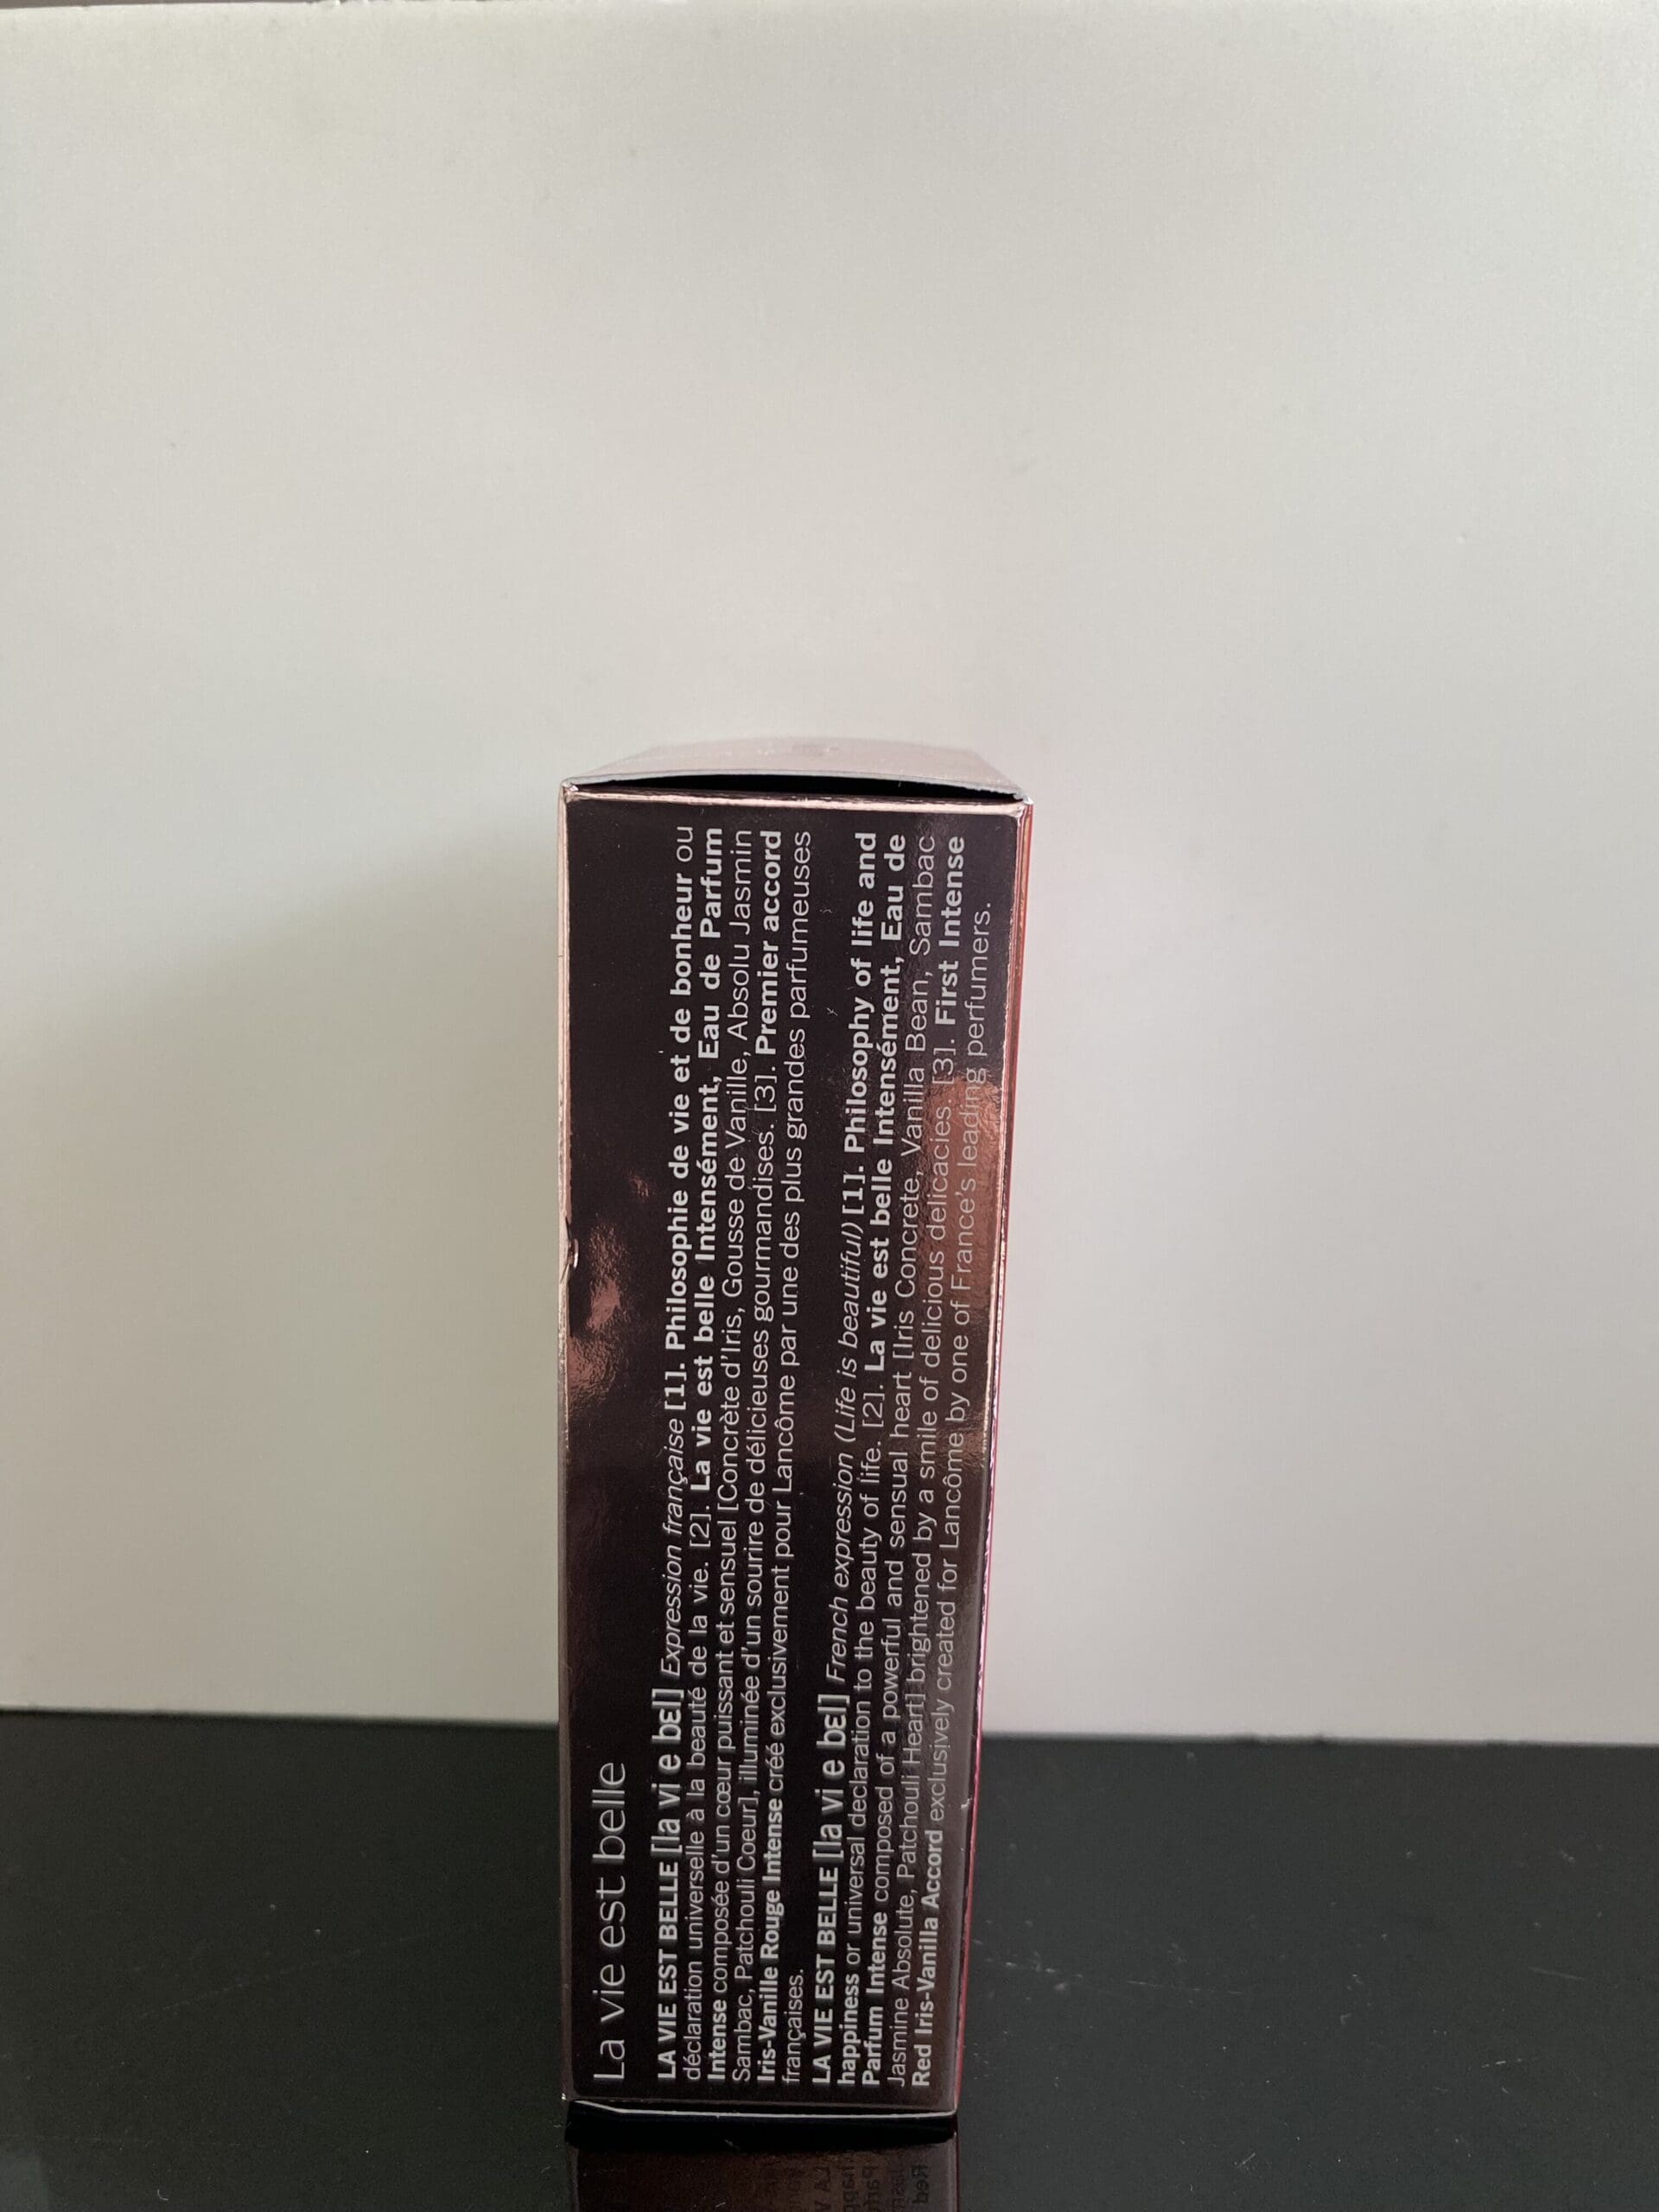 La vie est belle
LA VIE EST BELLE [la vi e bɛl] Expression française [1]. Philosophie de vie et de bonheur ou
déclaration universelle à la beauté de la vie. [2]. La vie est belle Intensément, Eau de Parfum
Intense composée d'un cœur puissant et sensuel [Concrète d'Iris, Gousse de Vanille, Absolu Jasmin
Sambac, Patchouli Coeur], illuminée d'un sourire de délicieuses gourmandises. [3]. Premier accord
Iris-Vanille Rouge Intense créé exclusivement pour Lancôme par une des plus grandes parfumeuses
françaises.
LA VIE EST BELLE [la vi e bɛl] French expression (Life is beautiful) [1]. Philosophy of life and
happiness or universal declaration to the beauty of life. [2]. La vie est belle Intensément, Eau de
Parfum Intense composed of a powerful and sensual heart [Iris Concrete, Vanilla Bean, Sambac
Jasmine Absolute, Patchouli Heart] brightened by a smile of delicious delicacies. [3]. First Intense
Red Iris-Vanilla Accord exclusively created for Lancôme by one of France's leading perfumers.